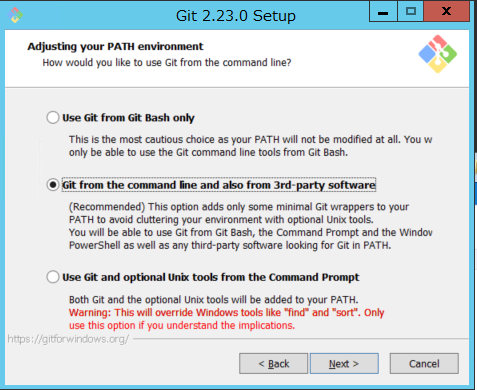 Git 2.23.0 Setup
Adjusting your PATH environment
How would you like to use Git from the command line?
Use Git from Git Bash only
This is the most cautious choice as your PATH will not be modified at all. You w
only be able to use the Git command line tools from Git Bash.
Git from the command line and also from 3rd-party software
(Recommended) This option adds only some minimal Git wrappers to your
PATH to avoid cluttering your environment with optional Unix tools.
You will be able to use Git from Git Bash, the Command Prompt and the Window
PowerShell as well as any third-party software looking for Git in PATH.
Use Git and optional Unix tools from the Command Prompt
Both Git and the optional Unix tools will be added to your PATH.
Warning: This will override Windows tools like "find" and "sort". Only
use this option if you understand the implications.
https://gitforwindows.org/
< Back Next > Cancel